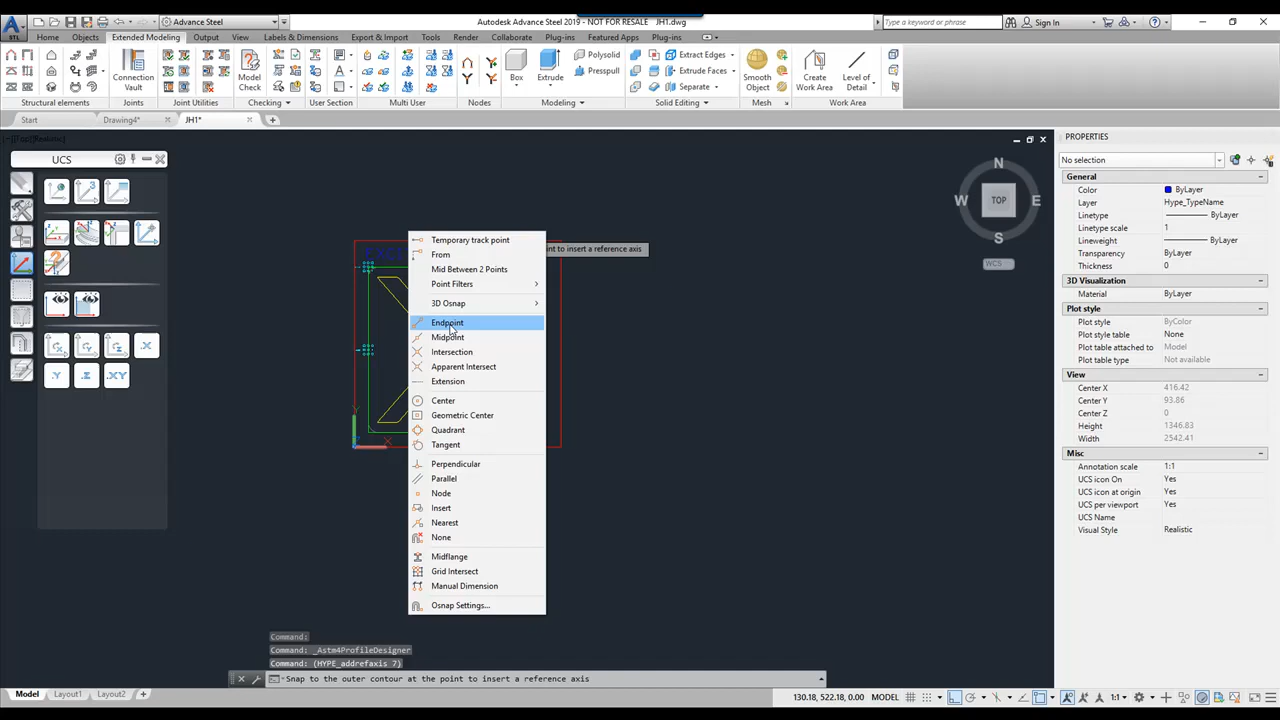 Advance Steel
Autodesk Advance Steel 2019 - NOT FOR RESALE JH1.dwg
Type a keyword or phrase
Sign In
Home
Objects
Extended Modeling
Output
View
Labels & Dimensions
Export & Import
Tools
Render
Collaborate
Plug-ins
Featured Apps
Plug-ins
Polysolid
Presspull
Extract Edges
Extrude Faces
Separate
Connection
Vault
Model
Check
Box
Extrude
Smooth
Object
Create
Work Area
Level of
Detail
Structural elements
Joints
Joint Utilities
Checking
User Section
Multi User
Nodes
Modeling
Solid Editing
Mesh
Work Area
Start
Drawing4*
JH1*
UCS
3
.X
.Y
.Z
.XY
Y
X
int to insert a reference axis
Temporary track point
From
Mid Between 2 Points
Point Filters
3D Osnap
Endpoint
Midpoint
Intersection
Apparent Intersect
Extension
Center
Geometric Center
Quadrant
Tangent
Perpendicular
Parallel
Node
Insert
Nearest
None
Midflange
Grid Intersect
Manual Dimension
Osnap Settings...
N
W
TOP
E
S
WCS
PROPERTIES
No selection
General
Color ByLayer
Layer Hype_TypeName
Linetype ByLayer
Linetype scale 1
Lineweight ByLayer
Transparency ByLayer
Thickness 0
3D Visualization
Material ByLayer
Plot style
Plot style ByColor
Plot style table None
Plot table attached to Model
Plot table type Not available
View
Center X 416.42
Center Y 93.86
Center Z 0
Height 1346.83
Width 2542.41
Misc
Annotation scale 1:1
UCS icon On Yes
UCS icon at origin Yes
UCS per viewport Yes
UCS Name
Visual Style Realistic
Command:
Command: _Astm4ProfileDesigner
Command: (HYPE_addrefaxis 7)
Snap to the outer contour at the point to insert a reference axis
Model
Layout1
Layout2
130.18, 522.18, 0.00
MODEL
1:1